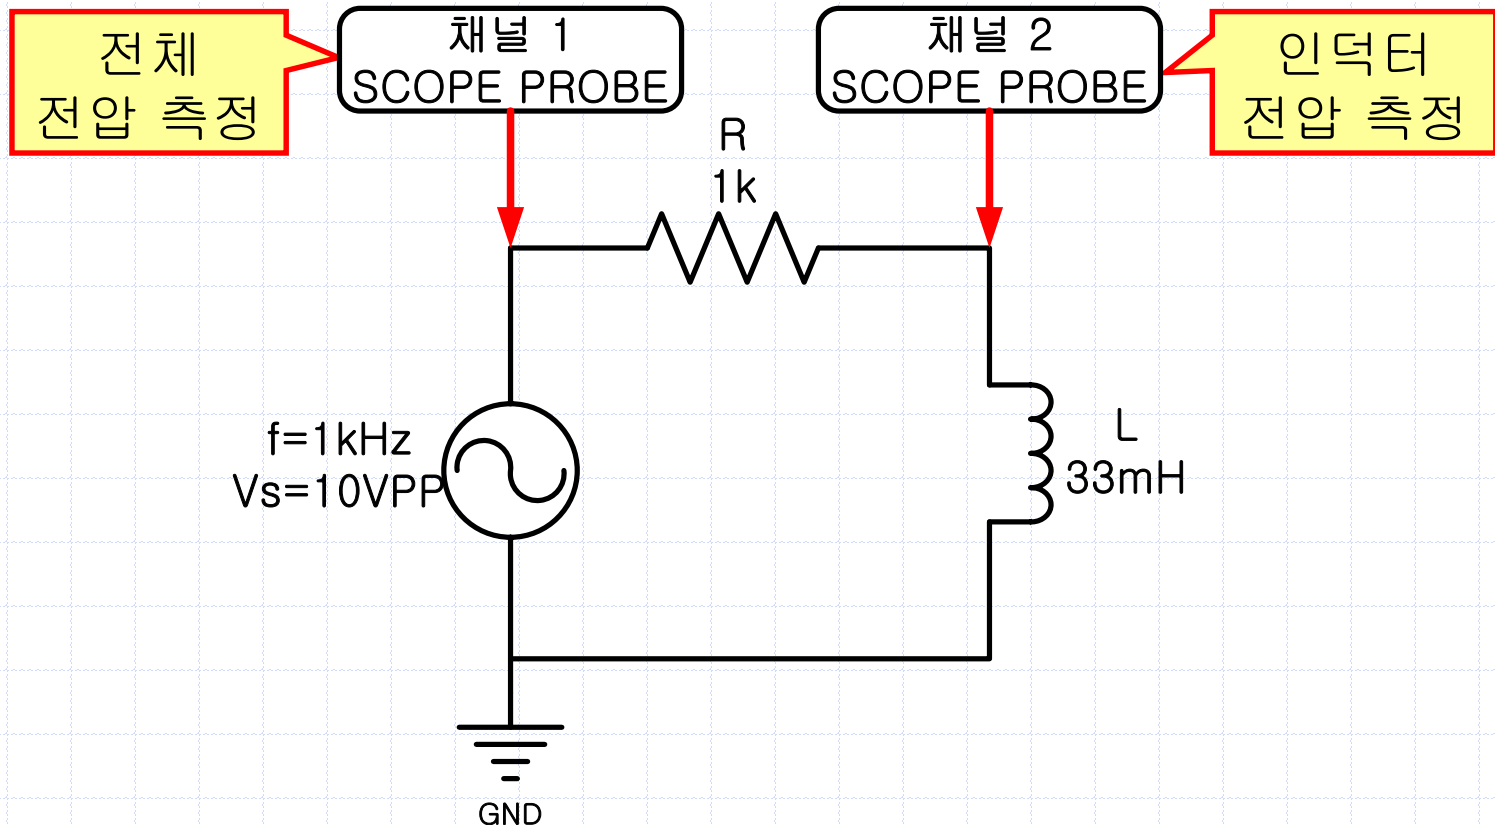 전체
전압 측정
채널 1
SCOPE PROBE
채널 2
SCOPE PROBE
인덕터
전압 측정
R
1k
f=1kHz
Vs=10VPP
L
33mH
GND